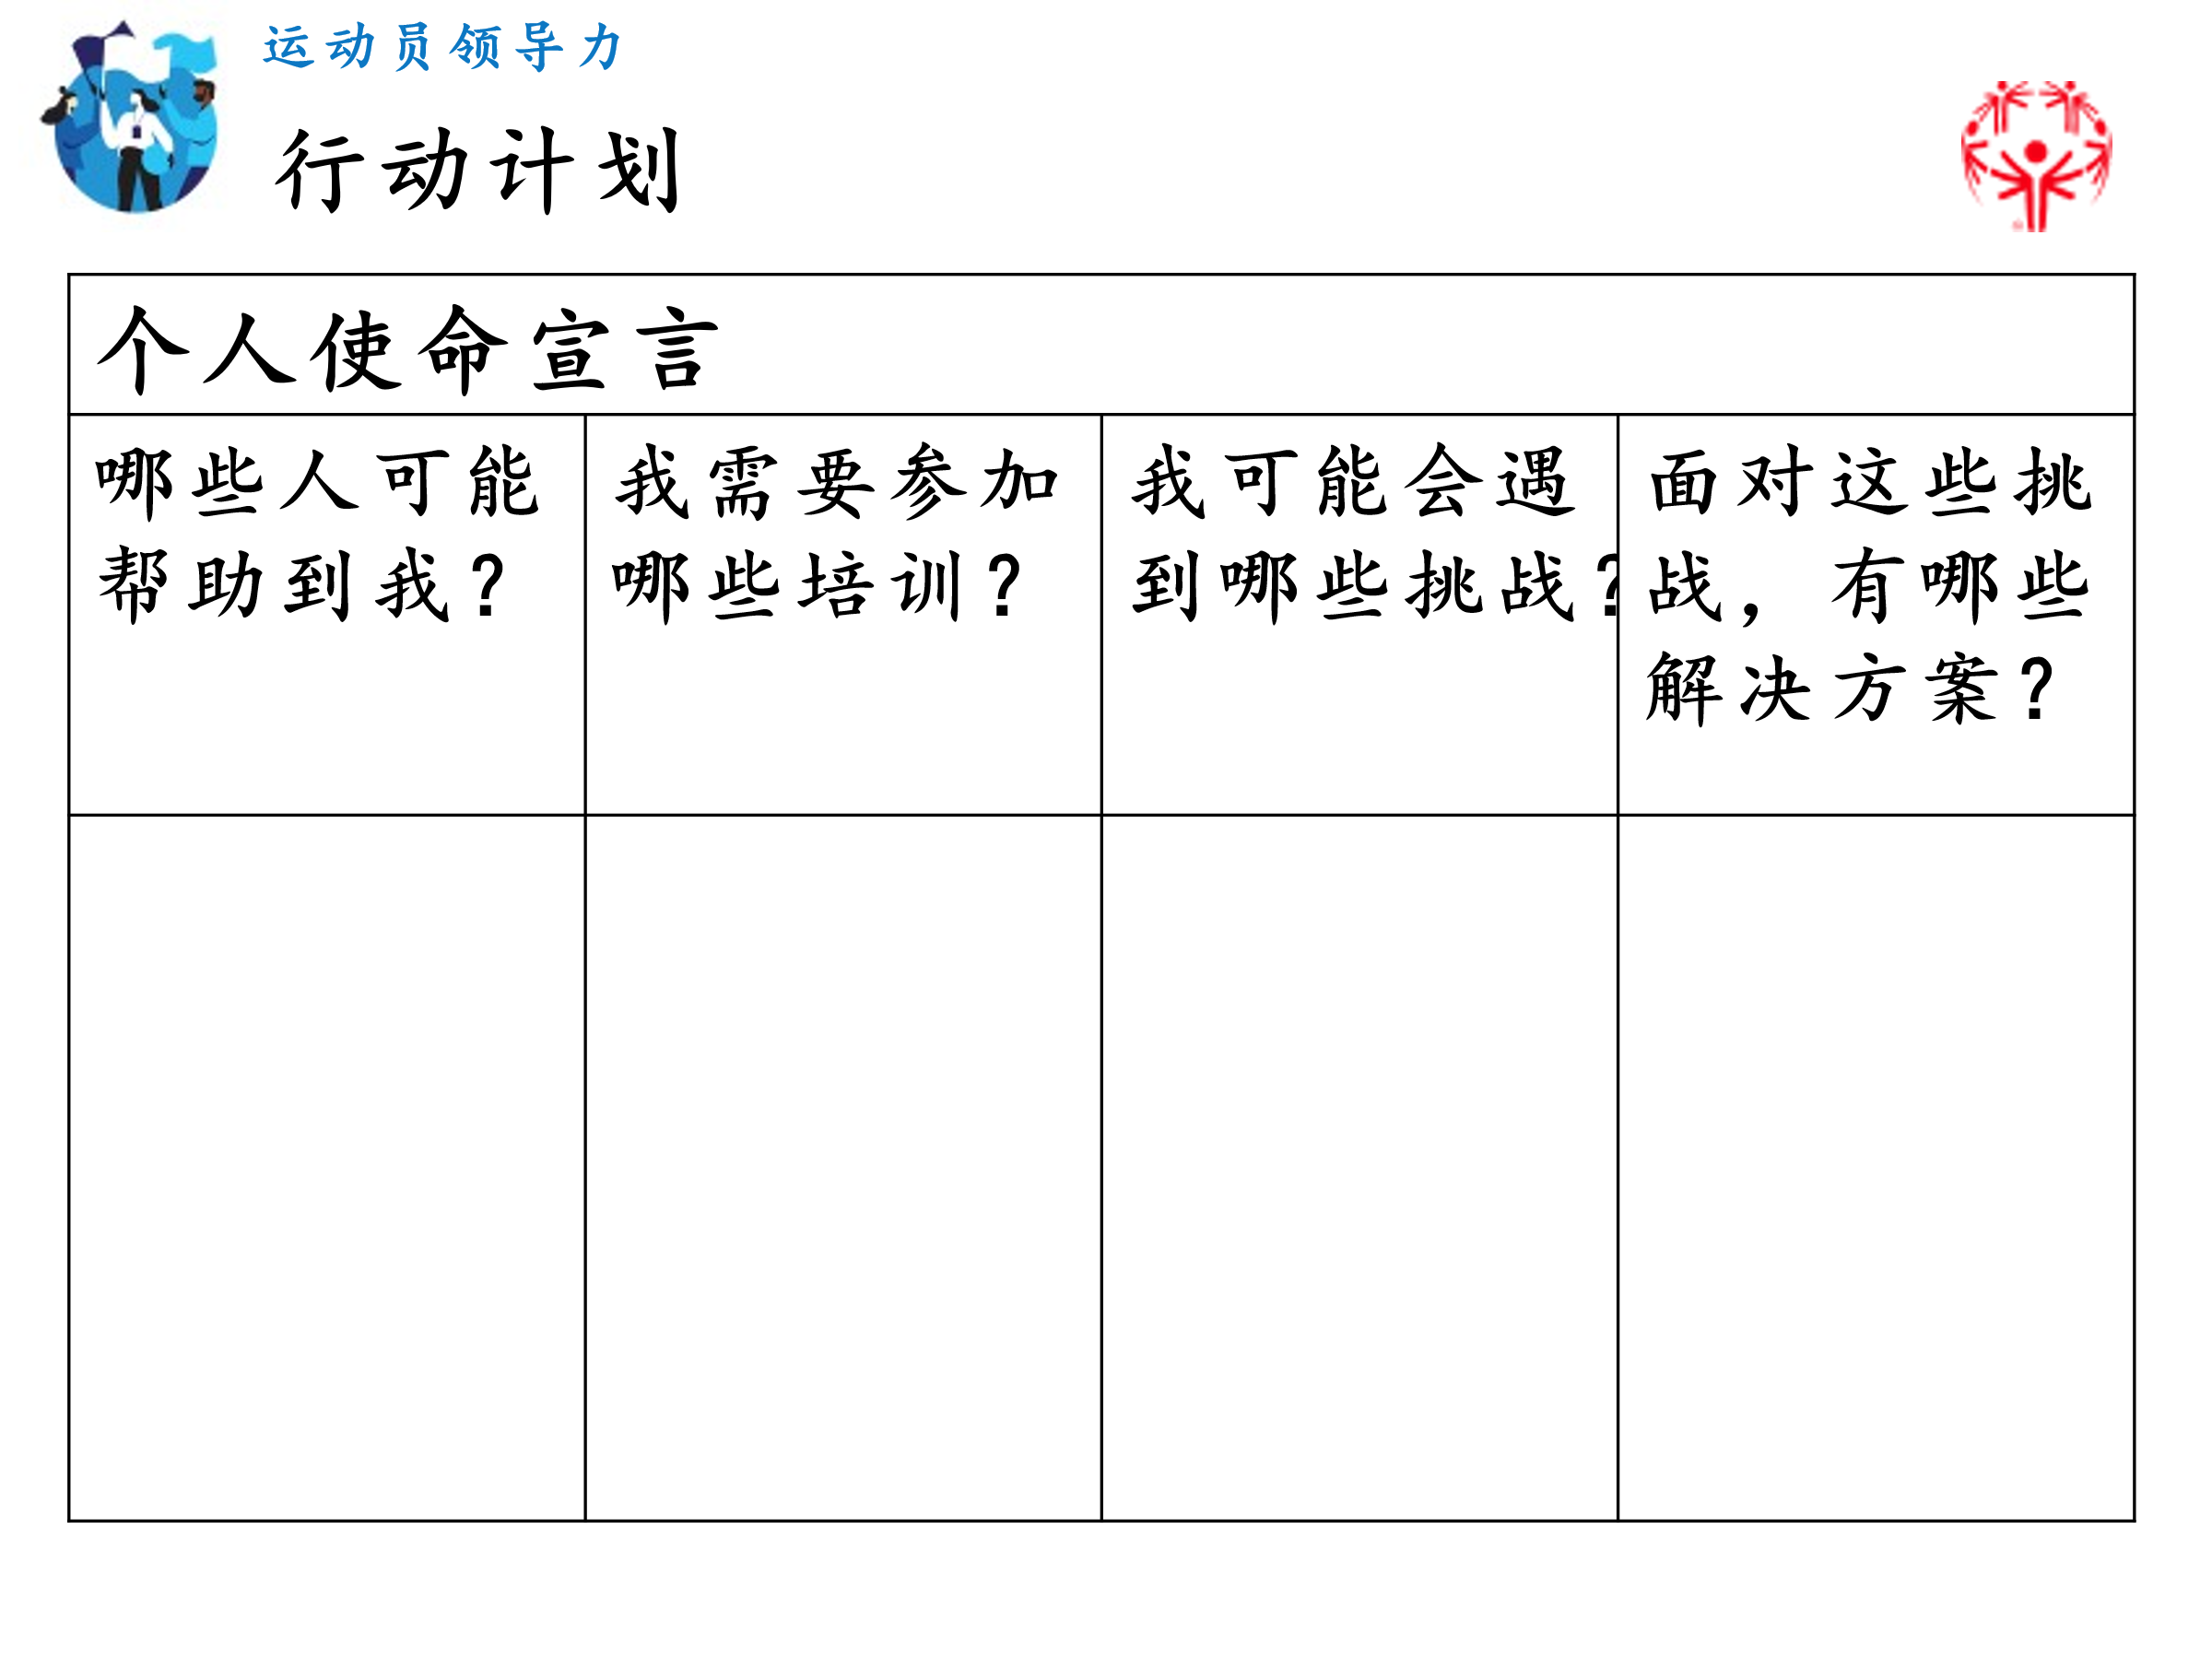 运动员领导力
行动计划
个人使命宣言
哪些人可能
帮助到我？
我需要参加
哪些培训？
我可能会遇
到哪些挑战？
面对这些挑
战，有哪些
解决方案？